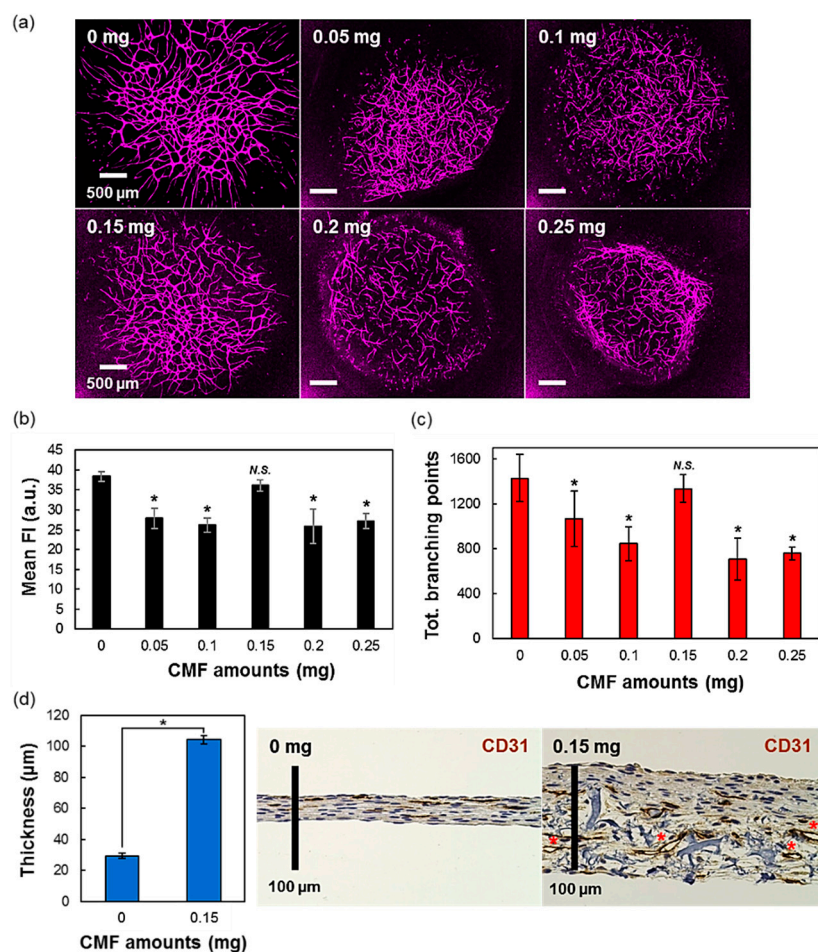 (a)
0 mg
0.05 mg
0.1 mg
500 µm
0.15 mg
0.2 mg
0.25 mg
500 µm
(b)
45
40
35
30
25
20
15
10
5
0
Mean FI (a.u.)
*
*
N.S.
*
*
0
0.05
0.1
0.15
0.2
0.25
CMF amounts (mg)
(c)
1600
1200
800
400
0
Tot. branching points
*
*
N.S.
*
*
0
0.05
0.1
0.15
0.2
0.25
CMF amounts (mg)
(d)
120
100
80
60
40
20
0
Thickness (µm)
*
0
0.15
CMF amounts (mg)
0 mg
CD31
100 µm
0.15 mg
CD31
*
*
*
*
100 µm